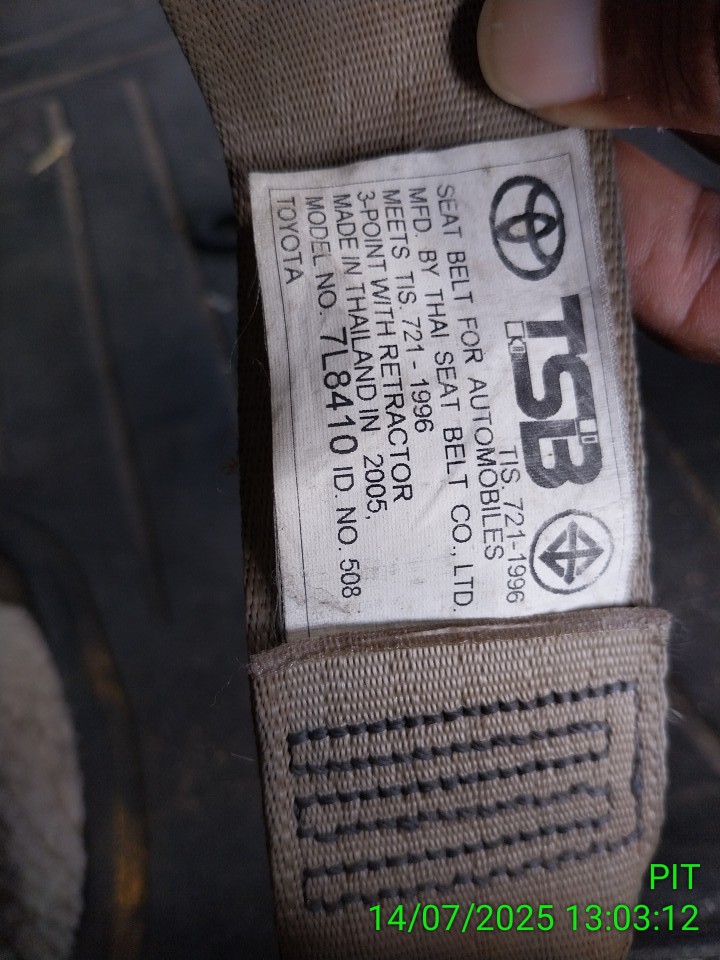 TSB
TIS. 721-1996
SEAT BELT FOR AUTOMOBILES
MFD. BY THAI SEAT BELT CO., LTD.
MEETS TIS. 721 - 1996
3-POINT WITH RETRACTOR
MADE IN THAILAND IN 2005,
MODEL NO. 7L8410 ID. NO. 508
TOYOTA
PIT
14/07/2025 13:03:12